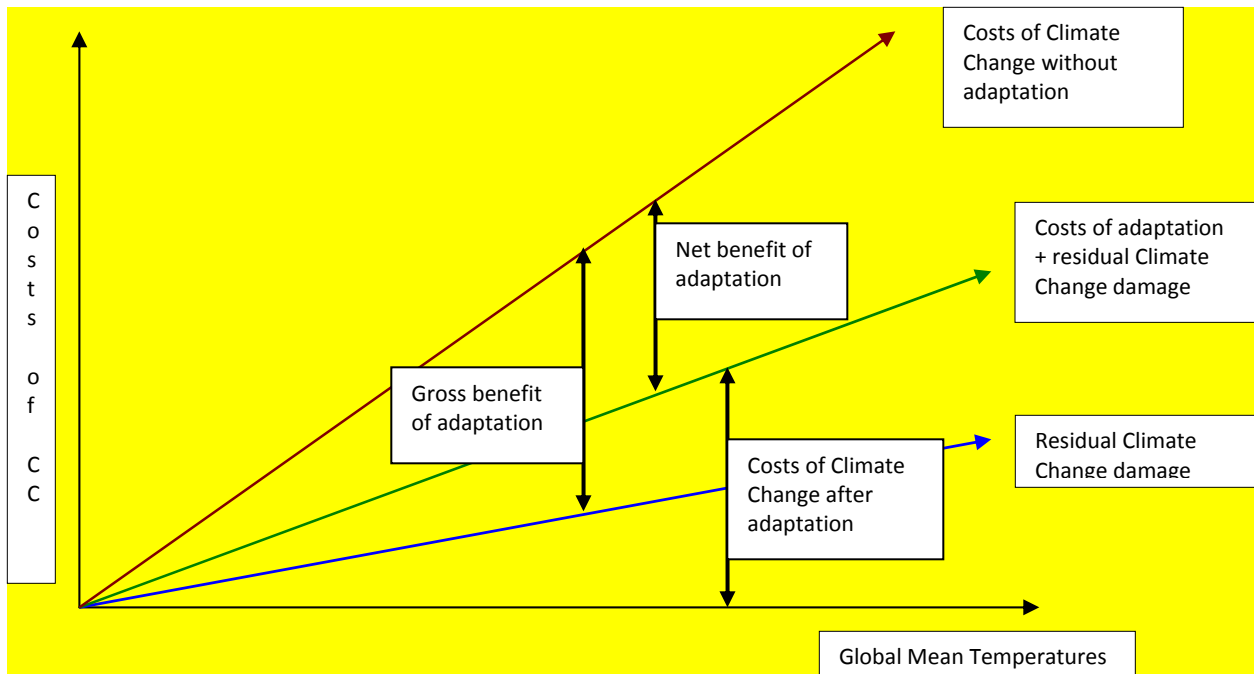 Costs of Climate
Change without
adaptation
C
o
s
t
s
o
f
C
C
Costs of adaptation
+ residual Climate
Change damage
Net benefit of
adaptation
Gross benefit
of adaptation
Residual Climate
Change damage
Costs of Climate
Change after
adaptation
Global Mean Temperatures